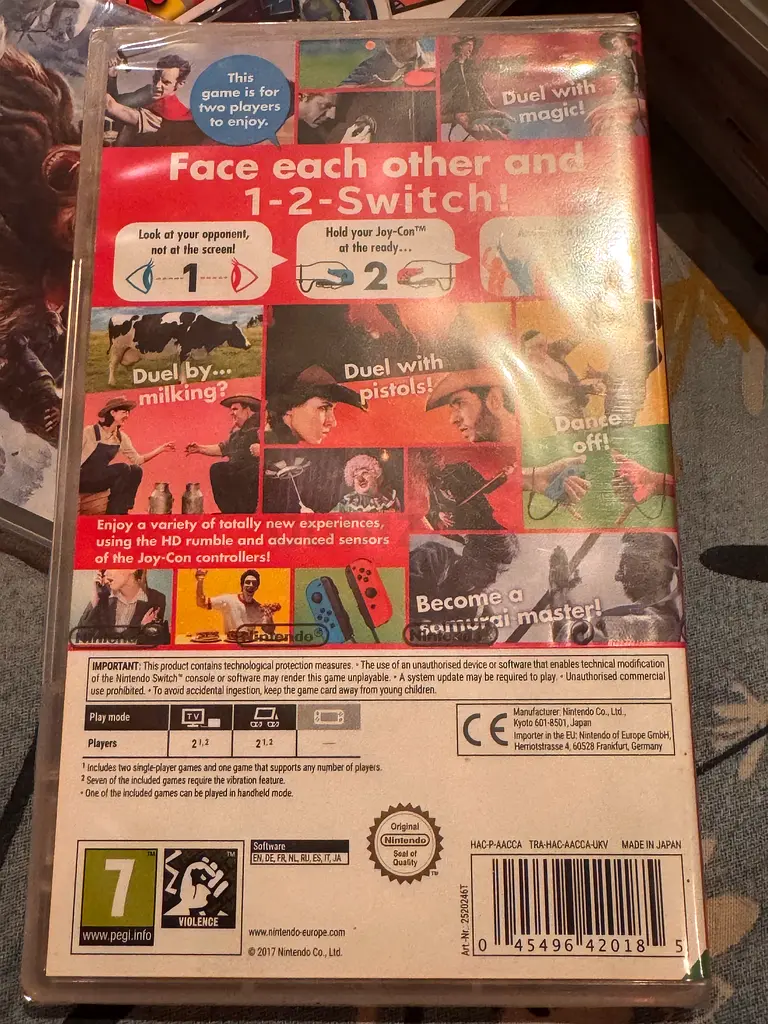 This
game is for
two players
to enjoy.
Duel with
magic!
Face each other and
1-2-Switch!
Look at your opponent,
not at the screen!
1
Hold your Joy-Con™
at the ready...
2
Duel by...
milking?
Duel with
pistols!
Dance
off!
Enjoy a variety of totally new experiences,
using the HD rumble and advanced sensors
of the Joy-Con controllers!
Become a
samurai master!
Nintendo
Nintendo®
Nintendo
IMPORTANT: This product contains technological protection measures. • The use of an unauthorised device or software that enables technical modification
of the Nintendo Switch™ console or software may render this game unplayable. • A system update may be required to play. • Unauthorised commercial
use prohibited. • To avoid accidental ingestion, keep the game card away from young children.
Play mode
TV
Players
2 1,2
2 1,2
—
1 Includes two single-player games and one game that supports any number of players.
2 Seven of the included games require the vibration feature.
• One of the included games can be played in handheld mode.
CE
Manufacturer: Nintendo Co., Ltd.,
Kyoto 601-8501, Japan
Importer in the EU: Nintendo of Europe GmbH,
Herriotstrasse 4, 60528 Frankfurt, Germany
7™
www.pegi.info
™
VIOLENCE
Software
EN, DE, FR, NL, RU, ES, IT, JA
Original
Nintendo
Seal of
Quality
™
www.nintendo-europe.com
© 2017 Nintendo Co., Ltd.
HAC-P-AACCA TRA-HAC-AACCA-UKV MADE IN JAPAN
Art.-Nr.: 2520246T
0 45496 42018 5